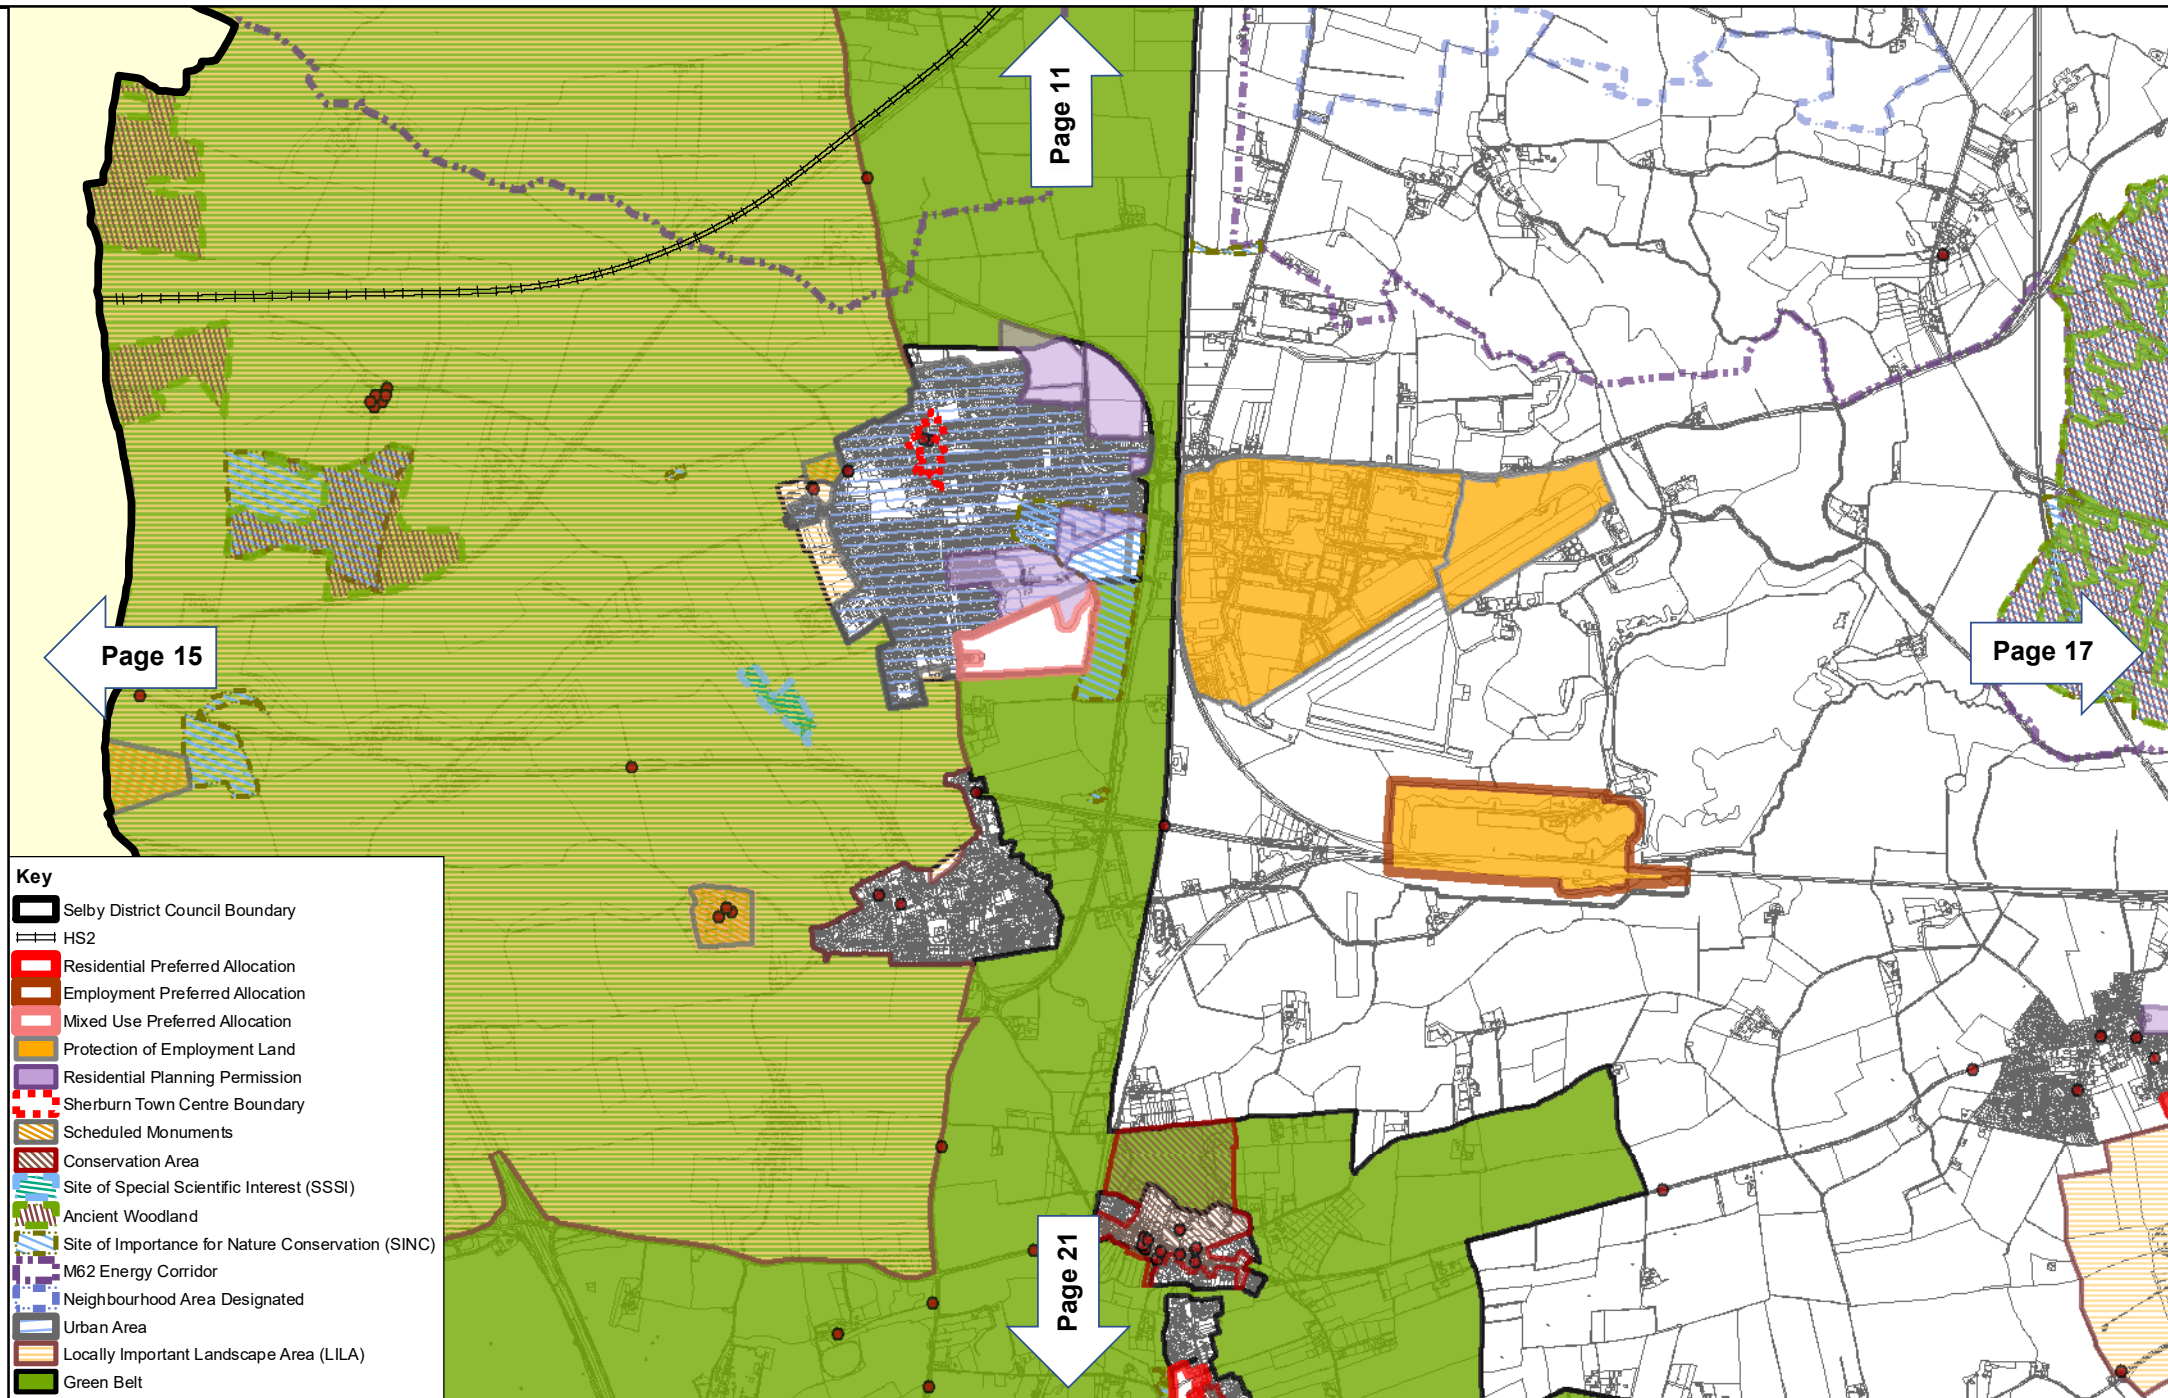 Page 11
Page 15
Page 17
Page 21
Key
Selby District Council Boundary
HS2
Residential Preferred Allocation
Employment Preferred Allocation
Mixed Use Preferred Allocation
Protection of Employment Land
Residential Planning Permission
Sherburn Town Centre Boundary
Scheduled Monuments
Conservation Area
Site of Special Scientific Interest (SSSI)
Ancient Woodland
Site of Importance for Nature Conservation (SINC)
M62 Energy Corridor
Neighbourhood Area Designated
Urban Area
Locally Important Landscape Area (LILA)
Green Belt